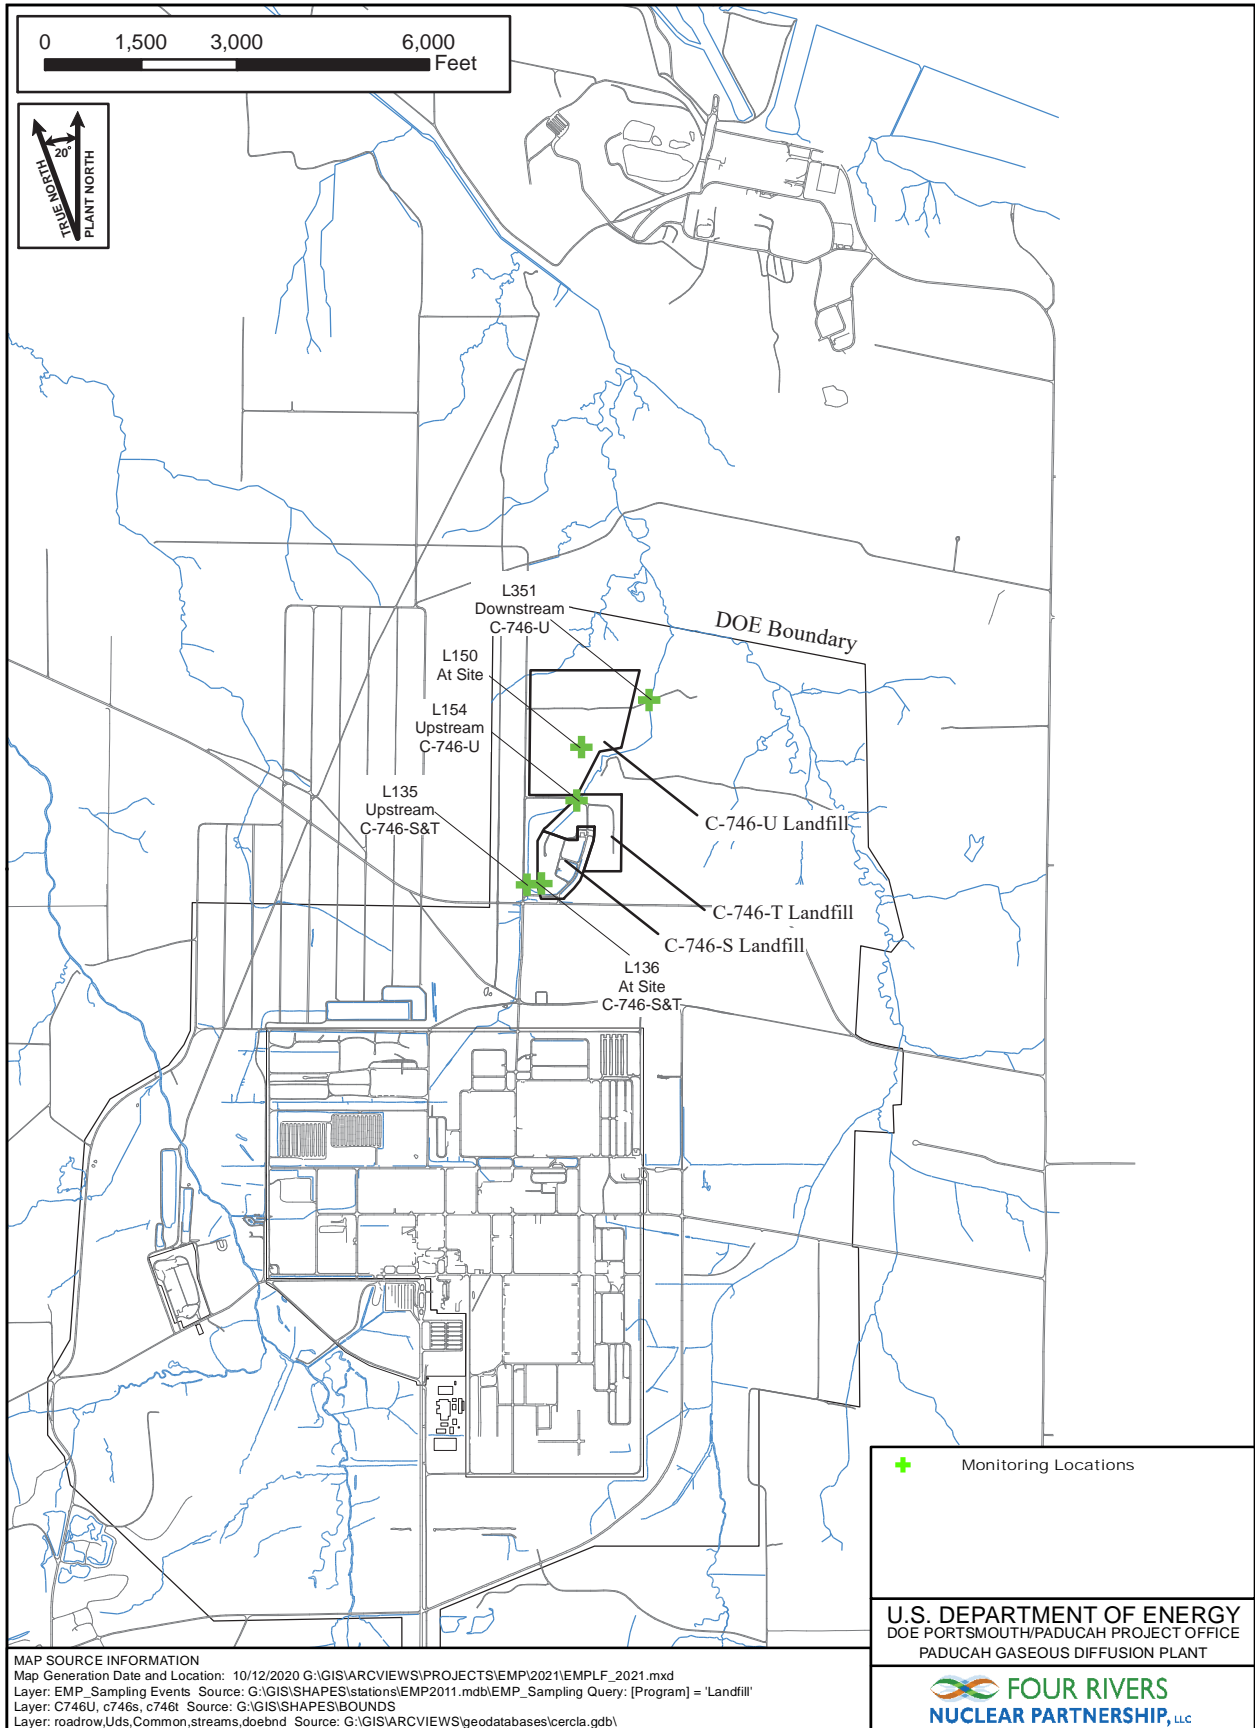 0 1,500 3,000 6,000
Feet
20°
TRUE NORTH
PLANT NORTH
L351
Downstream
C-746-U
DOE Boundary
L150
At Site
L154
Upstream
C-746-U
L135
Upstream
C-746-S&T
C-746-U Landfill
C-746-T Landfill
C-746-S Landfill
L136
At Site
C-746-S&T
Monitoring Locations
U.S. DEPARTMENT OF ENERGY
DOE PORTSMOUTH/PADUCAH PROJECT OFFICE
PADUCAH GASEOUS DIFFUSION PLANT
FOUR RIVERS
NUCLEAR PARTNERSHIP, LLC
MAP SOURCE INFORMATION
Map Generation Date and Location: 10/12/2020 G:\GIS\ARCVIEWS\PROJECTS\EMP\2021\EMPLF_2021.mxd
Layer: EMP_Sampling Events Source: G:\GIS\SHAPES\stations\EMP2011.mdb\EMP_Sampling Query: [Program] = 'Landfill'
Layer: C746U, c746s, c746t Source: G:\GIS\SHAPES\BOUNDS
Layer: roadrow,Uds,Common,streams,doebnd Source: G:\GIS\ARCVIEWS\geodatabases\cercla.gdb\